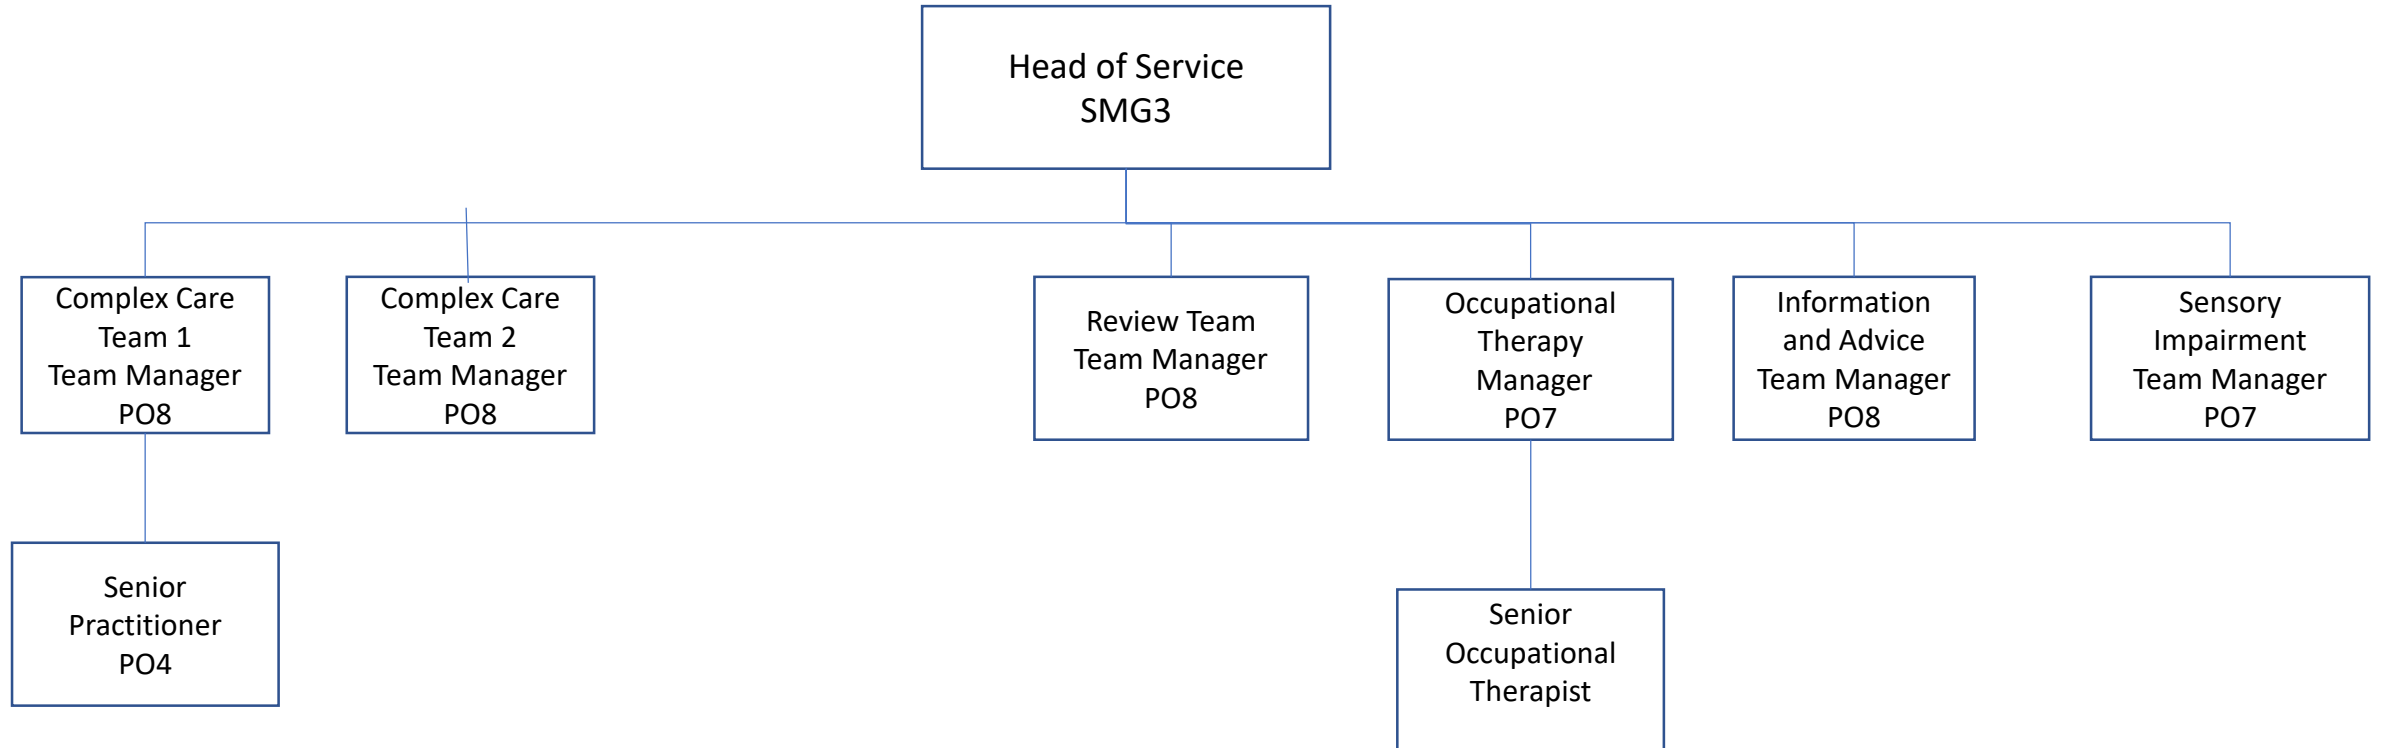 Head of Service
SMG3
Complex Care
Team 1
Team Manager
PO8
Complex Care
Team 2
Team Manager
PO8
Review Team
Team Manager
PO8
Occupational
Therapy
Manager
PO7
Information
and Advice
Team Manager
PO8
Sensory
Impairment
Team Manager
PO7
Senior
Practitioner
PO4
Senior
Occupational
Therapist